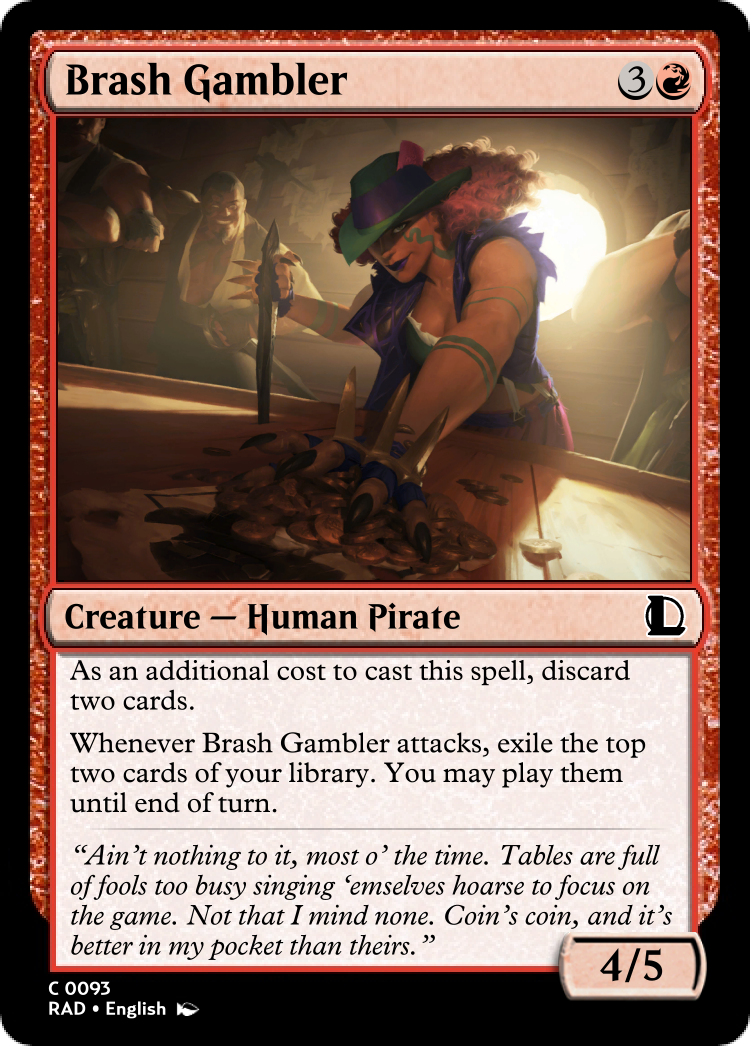 Brash Gambler 3
Creature — Human Pirate
As an additional cost to cast this spell, discard
two cards.
Whenever Brash Gambler attacks, exile the top
two cards of your library. You may play them
until end of turn.
“Ain’t nothing to it, most o’ the time. Tables are full
of fools too busy singing ‘emselves hoarse to focus on
the game. Not that I mind none. Coin’s coin, and it’s
better in my pocket than theirs.”
4/5
C 0093
RAD • English